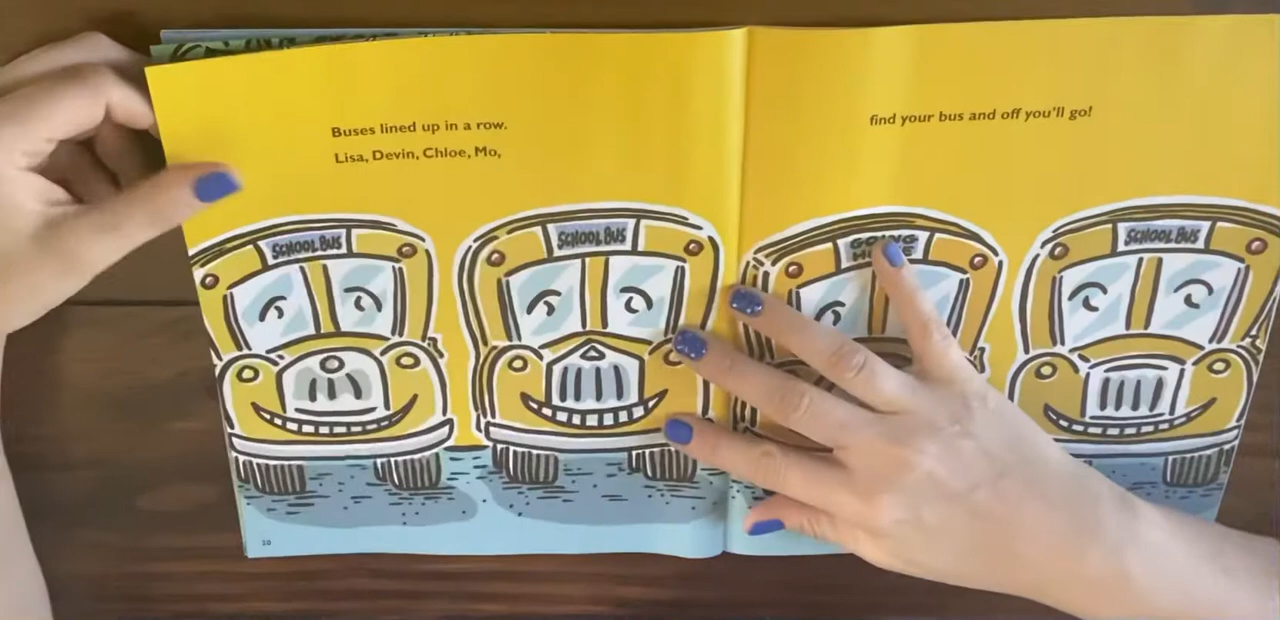 Buses lined up in a row.
Lisa, Devin, Chloe, Mo,
find your bus and off you'll go!
SCHOOL BUS
SCHOOL BUS
GOING
SCHOOL BUS
20